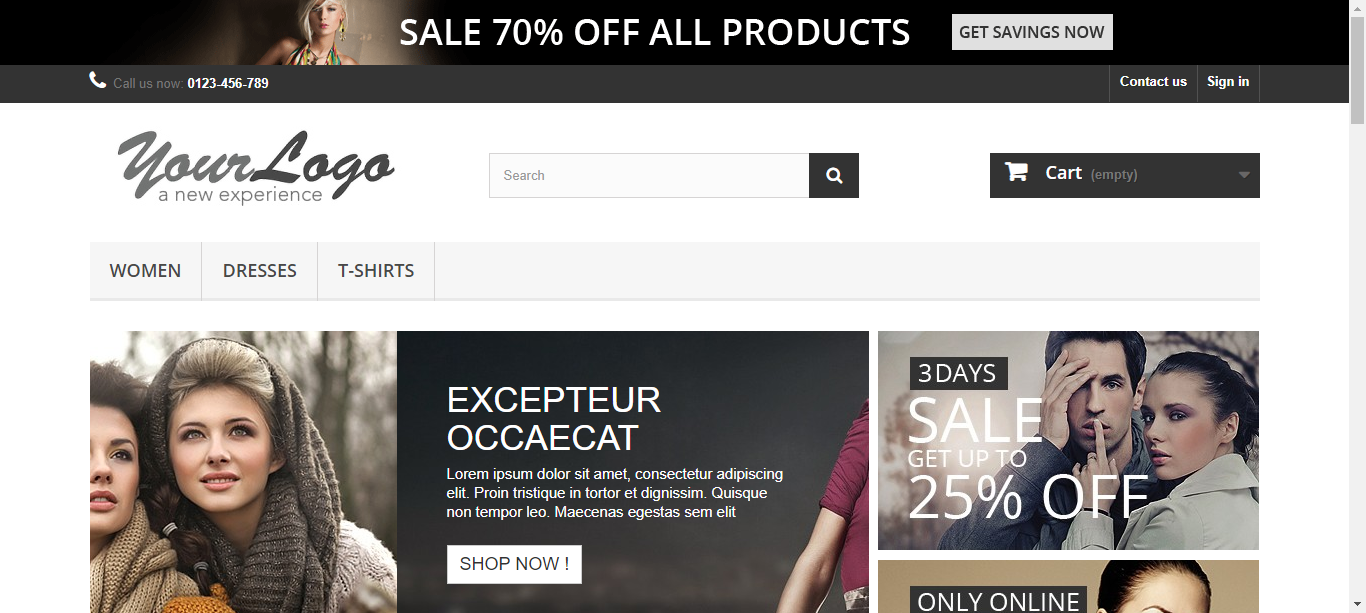 SALE 70% OFF ALL PRODUCTS GET SAVINGS NOW
Call us now: 0123-456-789 Contact us Sign in
YourLogo
a new experience
Search
Cart (empty)
WOMEN DRESSES T-SHIRTS
EXCEPTEUR
OCCAECAT
Lorem ipsum dolor sit amet, consectetur adipiscing
elit. Proin tristique in tortor et dignissim. Quisque
non tempor leo. Maecenas egestas sem elit
SHOP NOW !
3 DAYS
SALE
GET UP TO
25% OFF
ONLY ONLINE